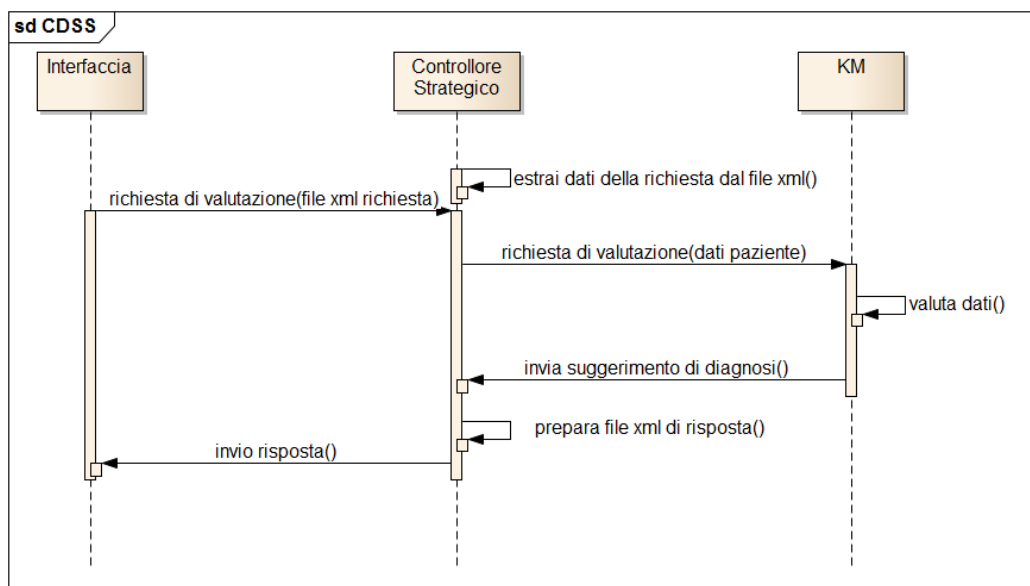 sd CDSS
Interfaccia
Controllore
Strategico
KM
estrai dati della richiesta dal file xml()
richiesta di valutazione(file xml richiesta)
richiesta di valutazione(dati paziente)
valuta dati()
invia suggerimento di diagnosi()
prepara file xml di risposta()
invio risposta()